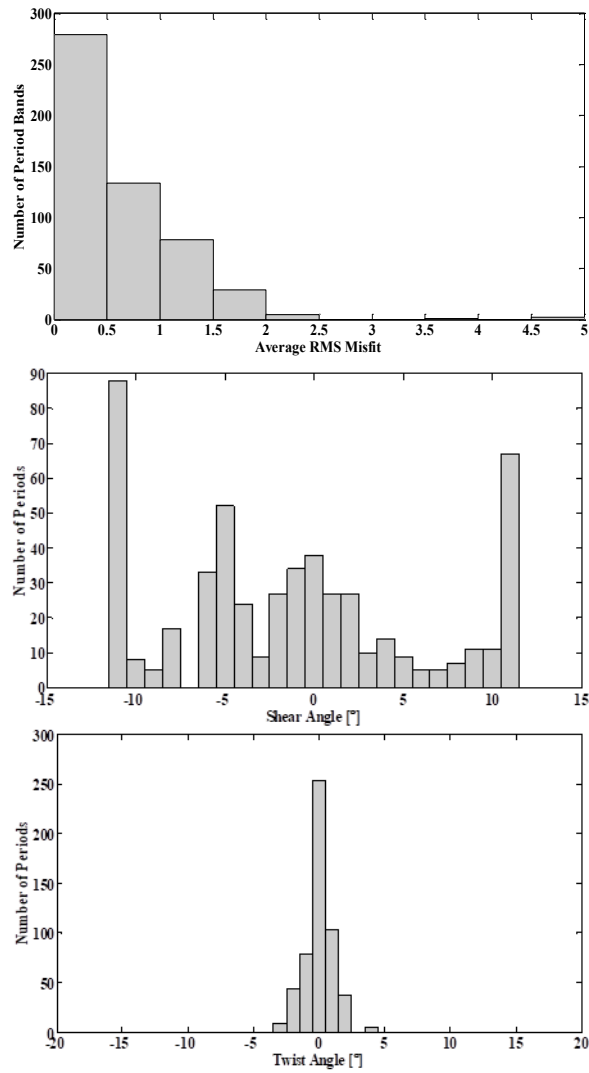 300
250
200
150
100
50
0
Number of Period Bands
0 0.5 1 1.5 2 2.5 3 3.5 4 4.5 5
Average RMS Misfit
90
80
70
60
50
40
30
20
10
0
Number of Periods
-15 -10 -5 0 5 10 15
Shear Angle [°]
300
250
200
150
100
50
0
Number of Periods
-20 -15 -10 -5 0 5 10 15 20
Twist Angle [°]